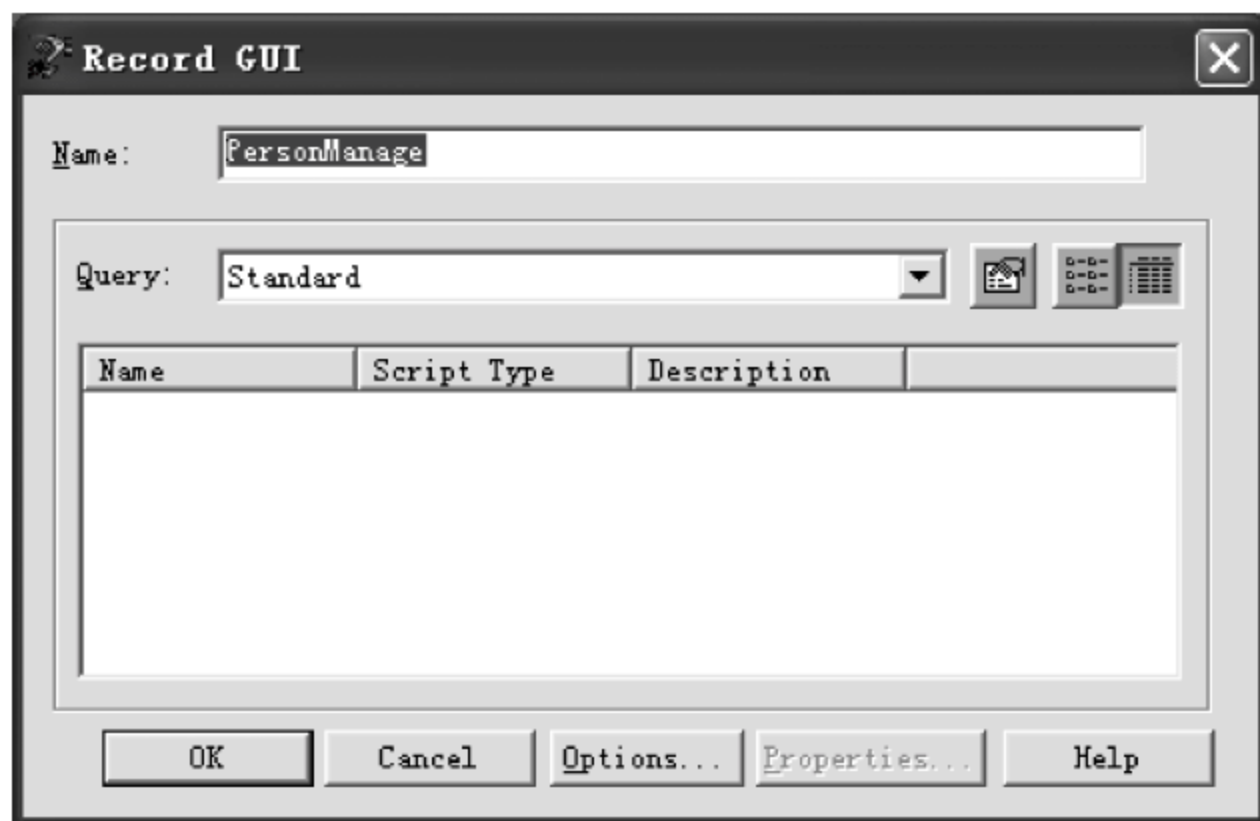 Record GUI
Name: PersonManage
Query: Standard
Name Script Type Description
OK Cancel Options... Properties... Help